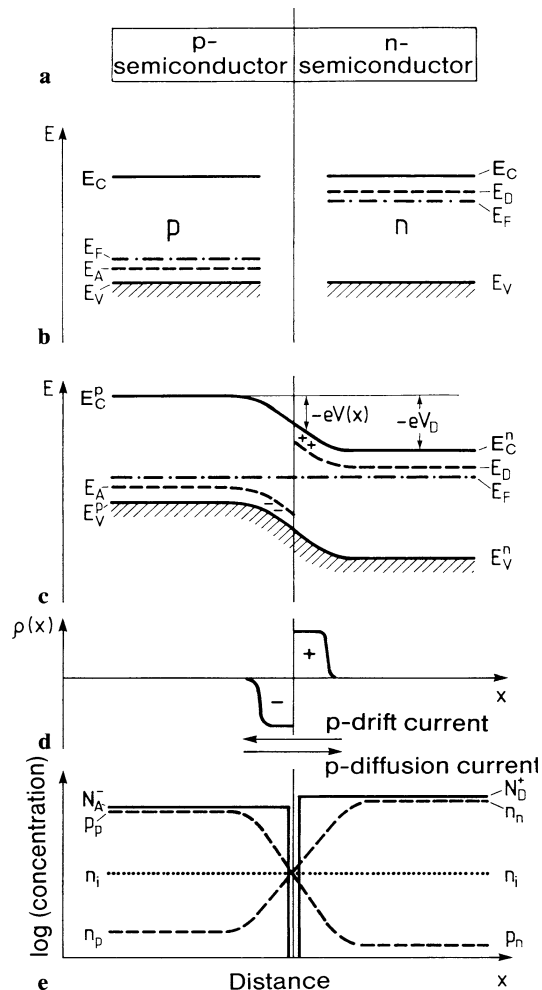 p- n-
semiconductor semiconductor
a
E
E_C E_C
E_D
E_F
p n
E_F
E_A
E_V E_V
b
E
E_C^p
-eV(x) -eV_D
E_C^n
++
E_D
E_A E_F
E_V^p
--
E_V^n
c
ρ(x)
+
x
-
d p-drift current
p-diffusion current
log (concentration)
N_A^- N_D^+
p_p n_n
n_i n_i
n_p p_n
e Distance x